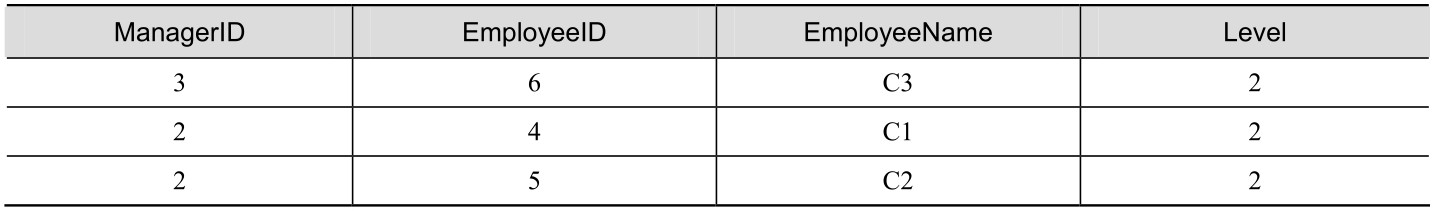 ManagerID EmployeeID EmployeeName Level
3 6 C3 2
2 4 C1 2
2 5 C2 2